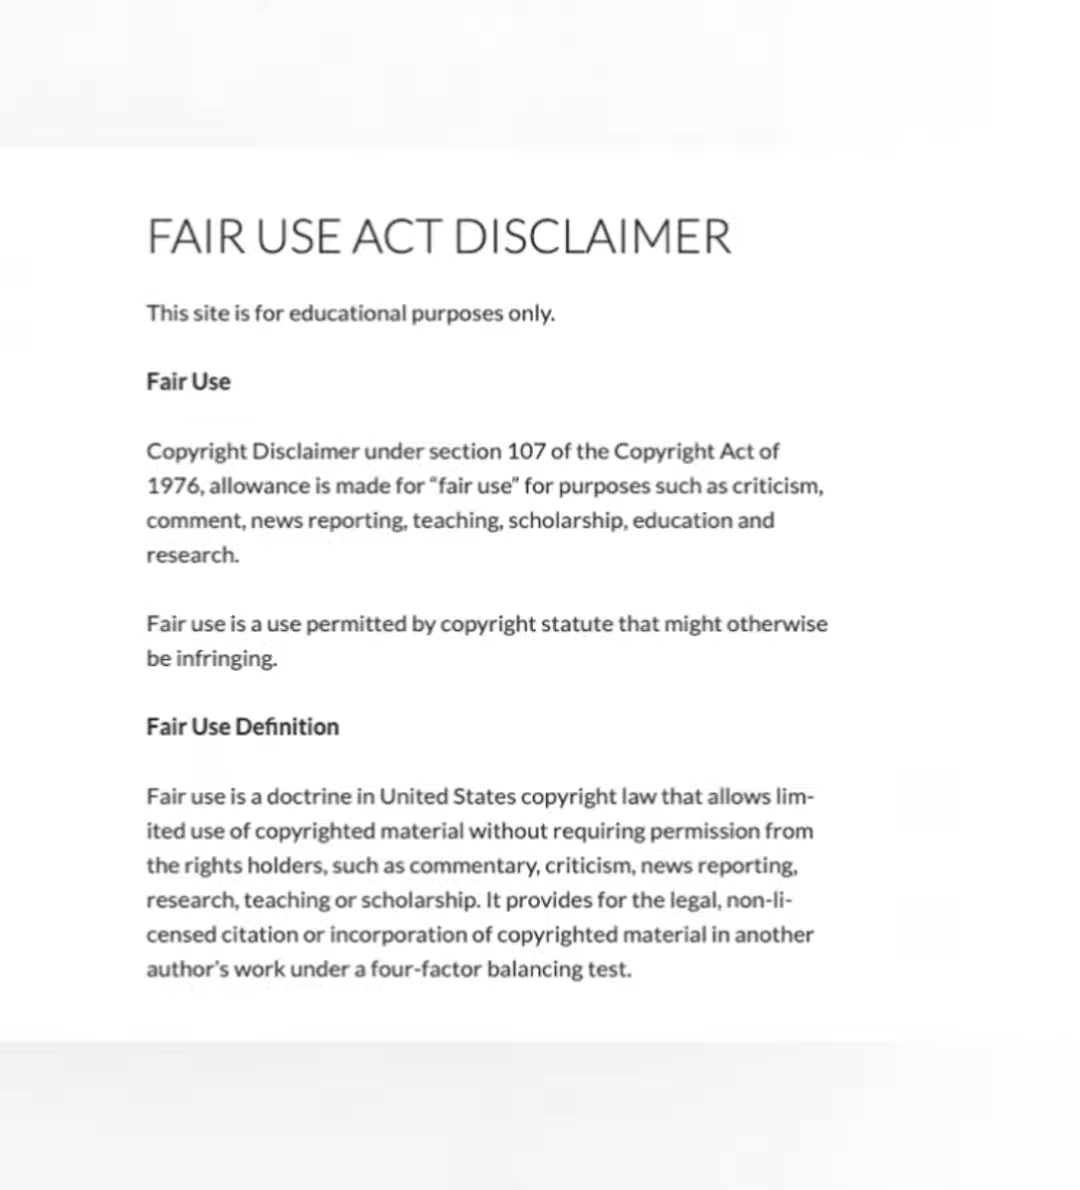 FAIR USE ACT DISCLAIMER
This site is for educational purposes only.
Fair Use
Copyright Disclaimer under section 107 of the Copyright Act of
1976, allowance is made for “fair use” for purposes such as criticism,
comment, news reporting, teaching, scholarship, education and
research.
Fair use is a use permitted by copyright statute that might otherwise
be infringing.
Fair Use Definition
Fair use is a doctrine in United States copyright law that allows lim-
ited use of copyrighted material without requiring permission from
the rights holders, such as commentary, criticism, news reporting,
research, teaching or scholarship. It provides for the legal, non-li-
censed citation or incorporation of copyrighted material in another
author’s work under a four-factor balancing test.